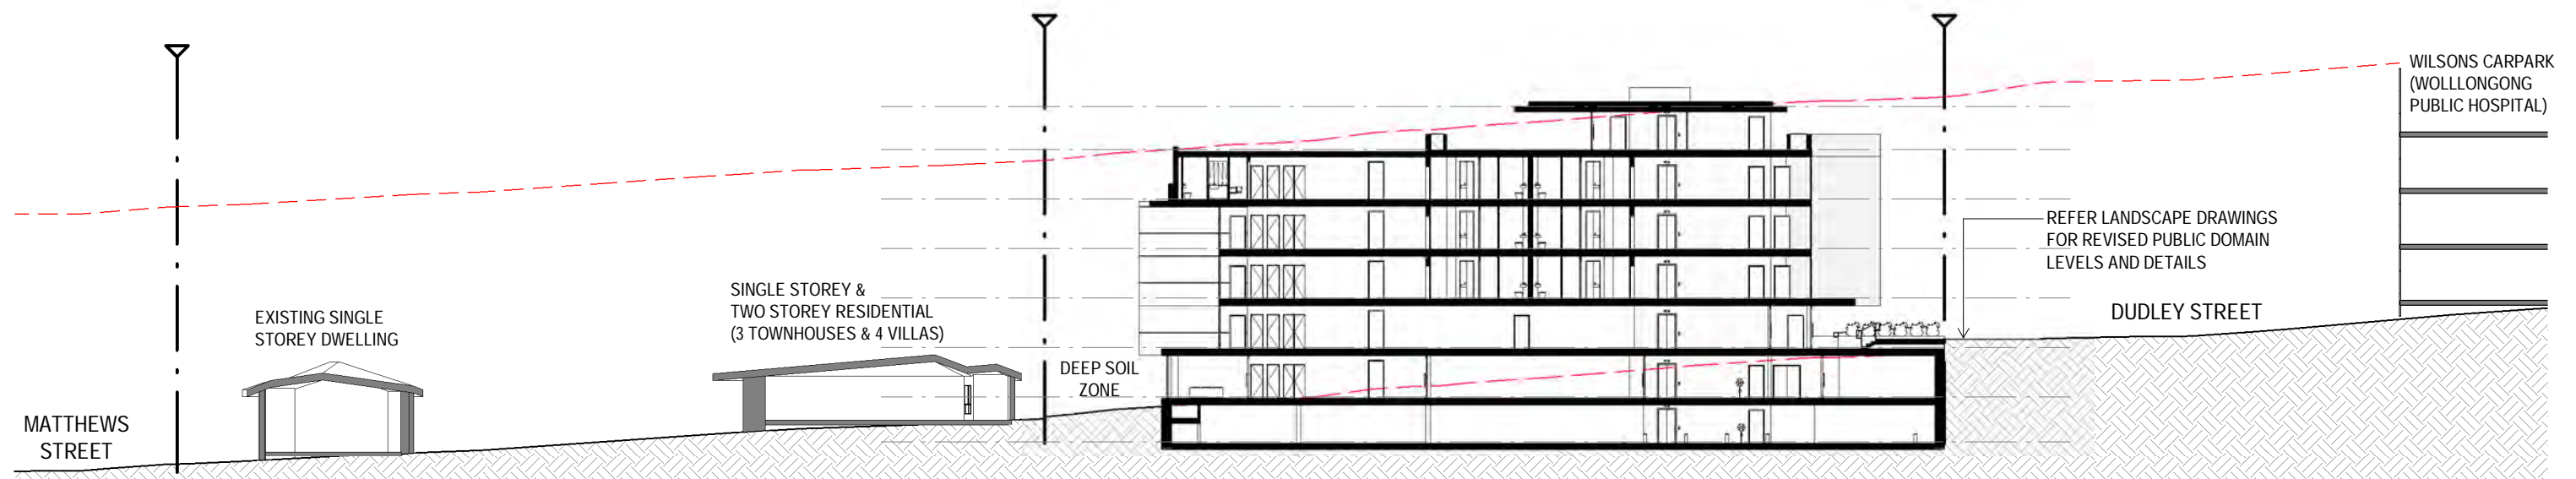 MATTHEWS
STREET
EXISTING SINGLE
STOREY DWELLING
SINGLE STOREY &
TWO STOREY RESIDENTIAL
(3 TOWNHOUSES & 4 VILLAS)
DEEP SOIL
ZONE
REFER LANDSCAPE DRAWINGS
FOR REVISED PUBLIC DOMAIN
LEVELS AND DETAILS
DUDLEY STREET
WILSONS CARPARK
(WOLLLONGONG
PUBLIC HOSPITAL)